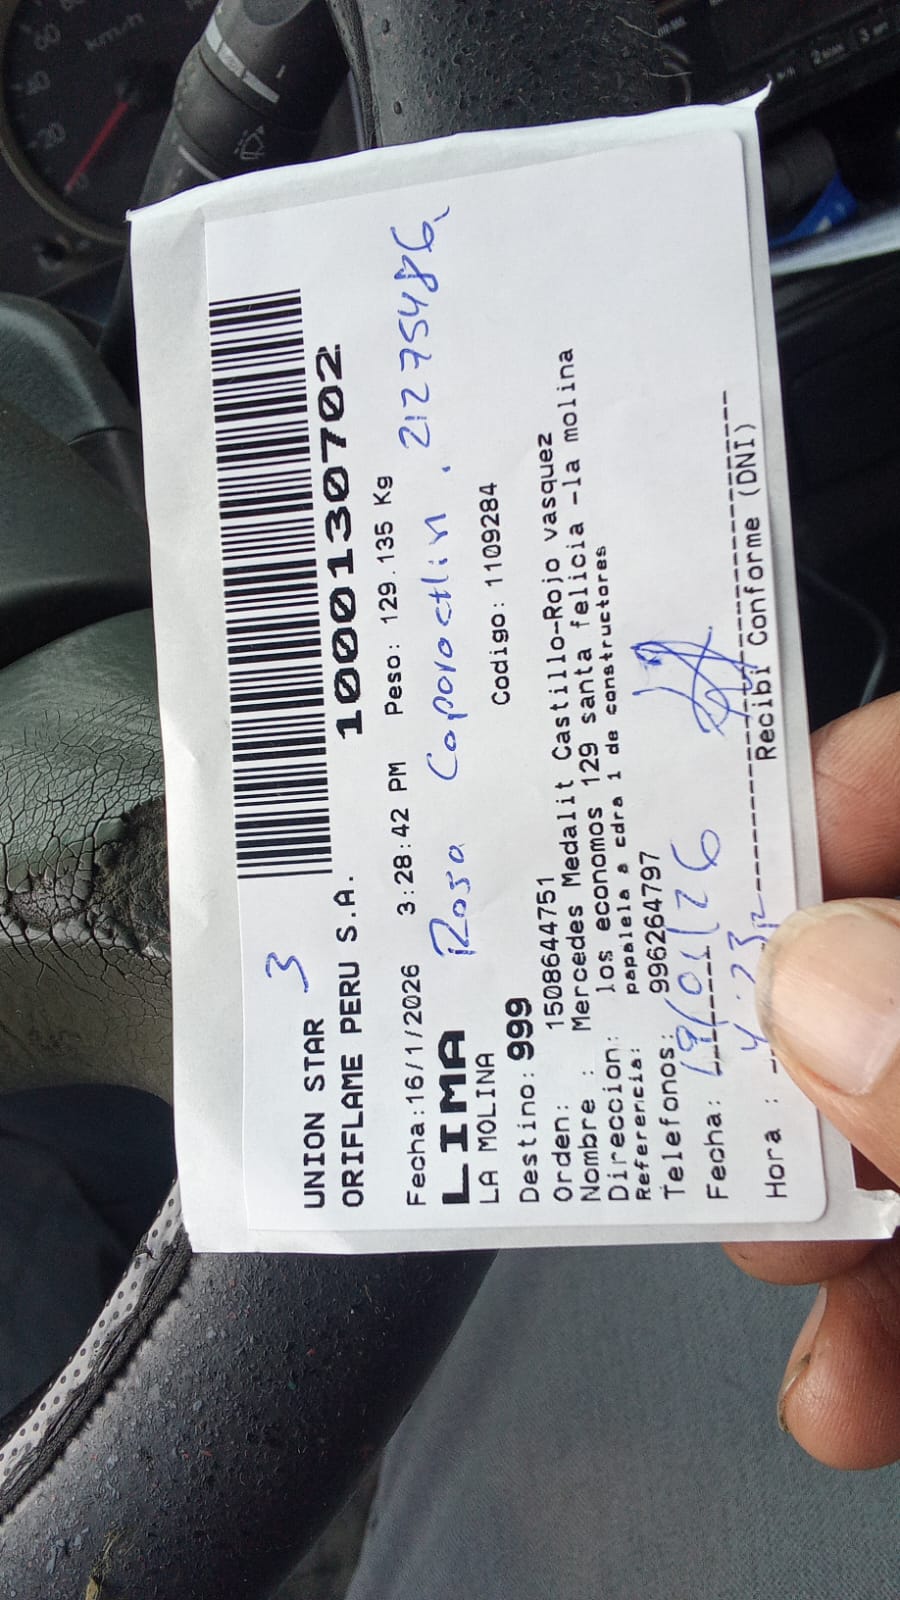 UNION STAR 3
ORIFLAME PERU S.A. 1000130702
Fecha:16/1/2026 3:28:42 PM Peso: 129.135 Kg
LIMA Rosa Caporoctlin. 21275486
LA MOLINA
Destino: 999 Codigo: 1109284
Orden: 1508644751
Nombre : Mercedes Medalit Castillo-Rojo vasquez
Direccion: los economos 129 santa felicia -la molina
Referencia: paralela a cdra 1 de constructores
Telefonos: 996264797
Fecha: 19/01/26
Hora : 4:23p
Recibi Conforme (DNI)